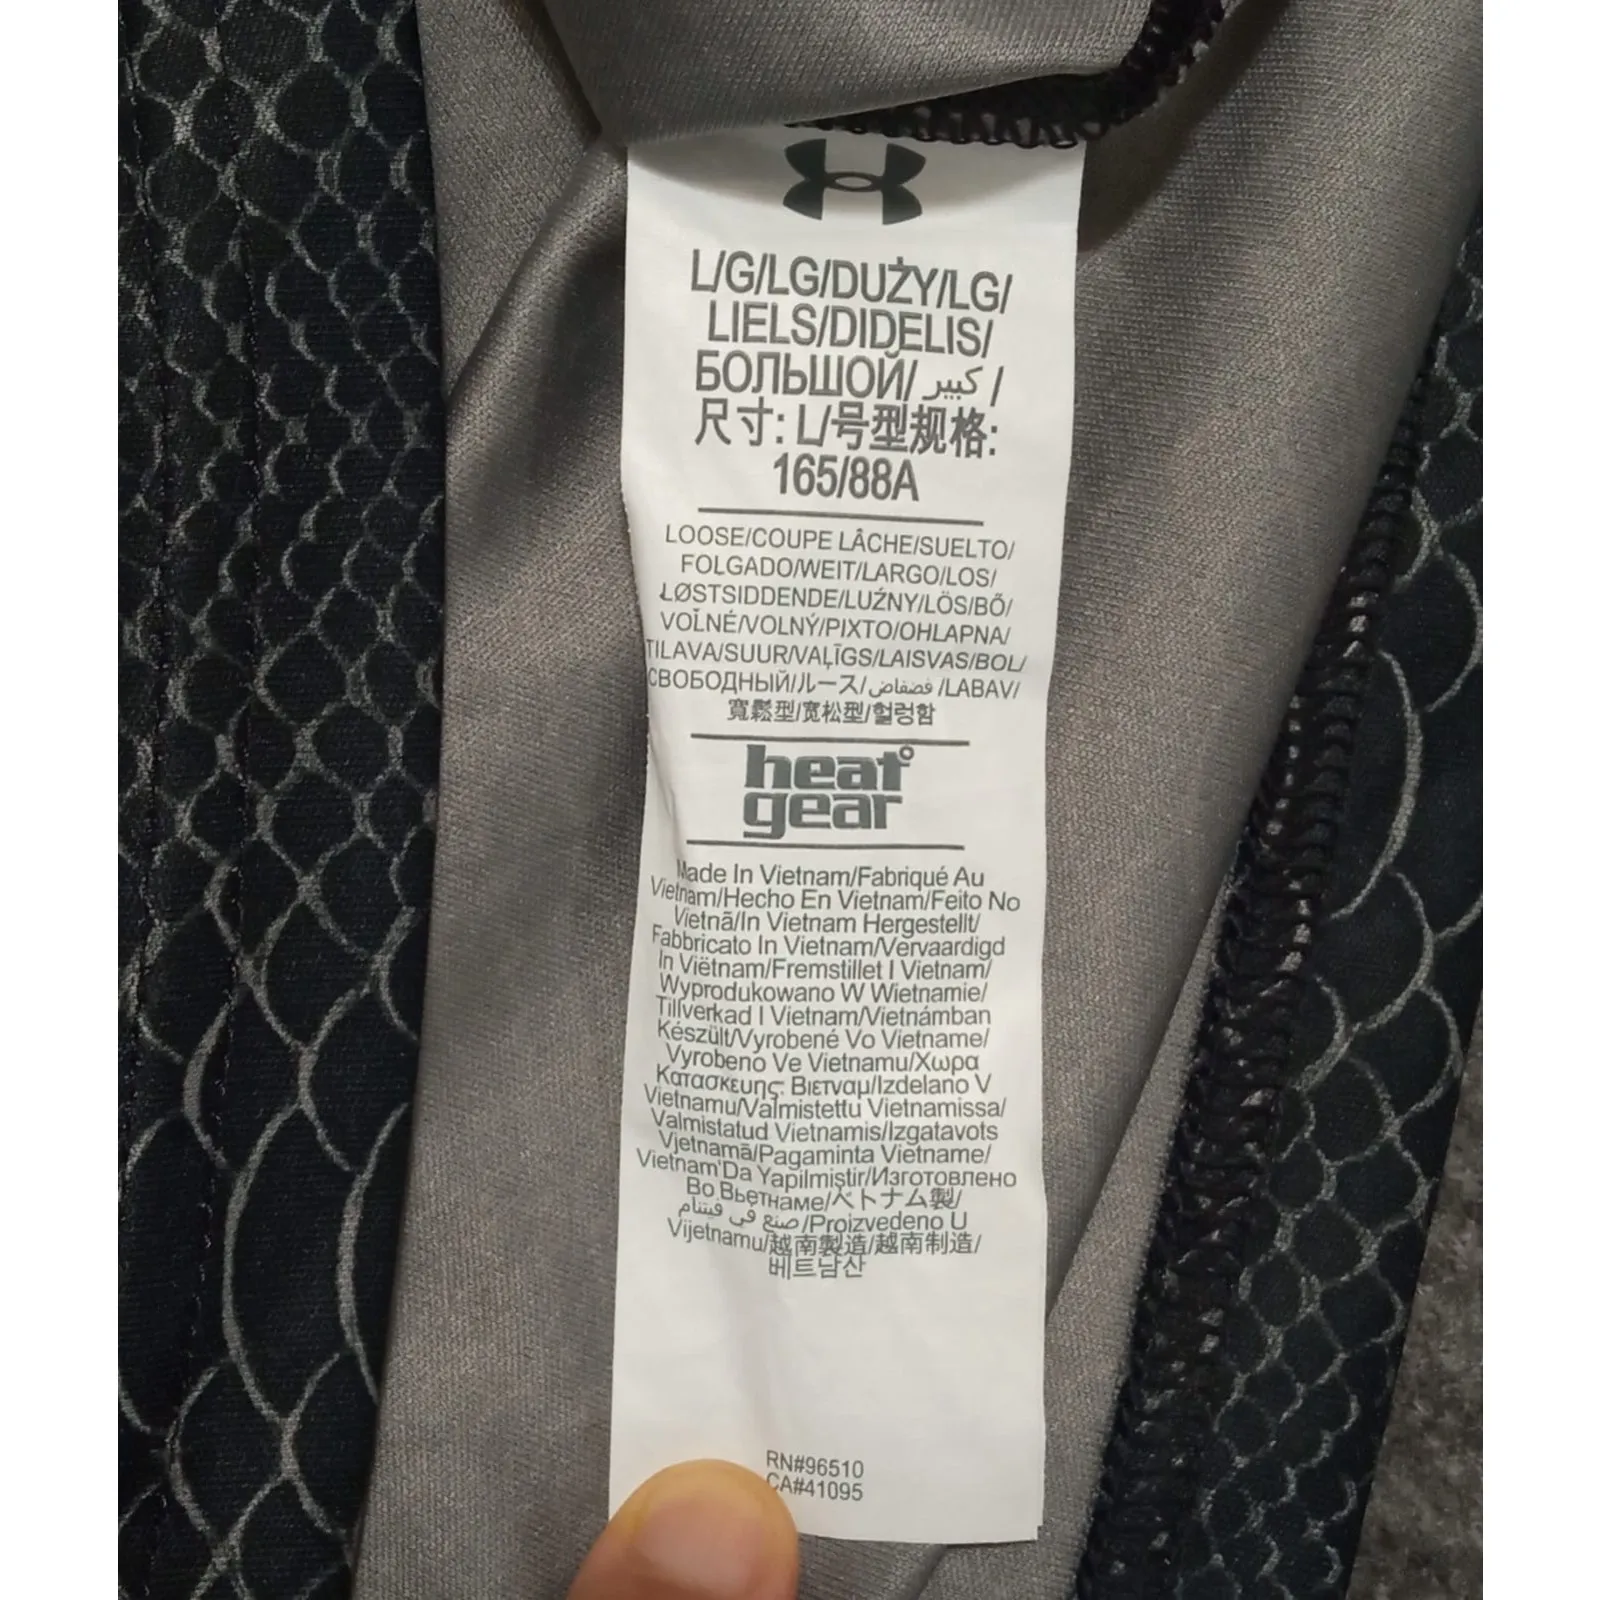 L/G/LG/DUŻY/LG/
LIELS/DIDELIS/
БОЛЬШОЙ/ كبير /
尺寸: L/号型规格:
165/88A
LOOSE/COUPE LÂCHE/SUELTO/
FOLGADO/WEIT/LARGO/LOS/
LØSTSIDDENDE/LUŹNY/LÖS/BŐ/
VOĽNÉ/VOLNÝ/PIXTO/OHLAPNA/
TILAVA/SUUR/VAĻĪGS/LAISVAS/BOL/
СВОБОДНЫЙ/ルース/فضفاض /LABAV/
寬鬆型/宽松型/헐렁함
heat°
gear
Made In Vietnam/Fabriqué Au
Vietnam/Hecho En Vietnam/Feito No
Vietnã/In Vietnam Hergestellt/
Fabbricato In Vietnam/Vervaardigd
In Viëtnam/Fremstillet I Vietnam/
Wyprodukowano W Wietnamie/
Tillverkad I Vietnam/Vietnámban
Készült/Vyrobené Vo Vietname/
Vyrobeno Ve Vietnamu/Χωρα
Κατασκευης: Βιετναμ/Izdelano V
Vietnamu/Valmistettu Vietnamissa/
Valmistatud Vietnamis/Izgatavots
Vjetnamā/Pagaminta Vietname/
Vietnam'Da Yapilmiştir/Изготовлено
Во Вьетнаме/ベトナム製/
صنع في فيتنام/Proizvedeno U
Vijetnamu/越南製造/越南制造/
베트남산
RN#96510
CA#41095